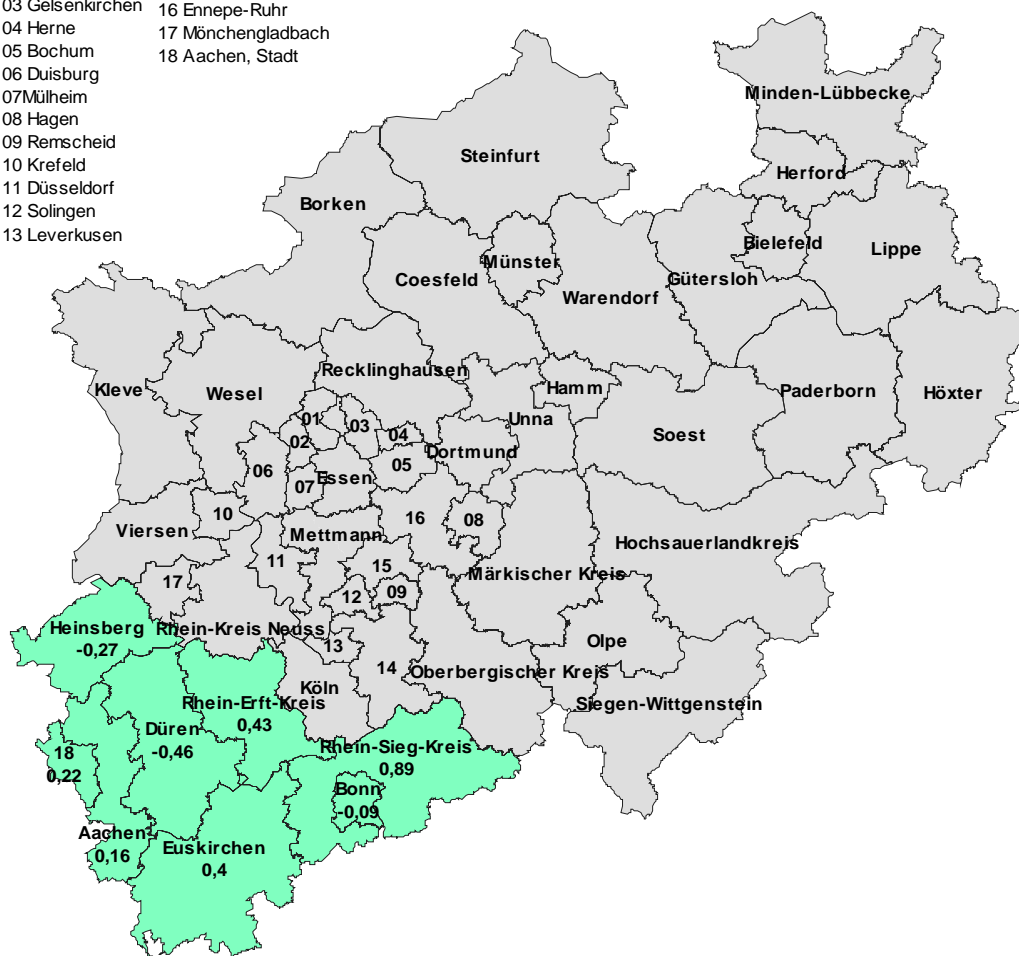 03 Gelsenkirchen
04 Herne
05 Bochum
06 Duisburg
07Mülheim
08 Hagen
09 Remscheid
10 Krefeld
11 Düsseldorf
12 Solingen
13 Leverkusen
16 Ennepe-Ruhr
17 Mönchengladbach
18 Aachen, Stadt
Minden-Lübbecke
Steinfurt
Herford
Borken
Bielefeld
Lippe
Münster
Coesfeld
Gütersloh
Warendorf
Recklinghausen
Kleve
Wesel
Hamm
Paderborn
Höxter
01
03
Unna
02
04
Soest
Dortmund
06
05
07
Essen
10
16
08
Viersen
Mettmann
Hochsauerlandkreis
11
15
Märkischer Kreis
17
12
09
Heinsberg
-0,27
Rhein-Kreis Neuss
13
Olpe
14
Oberbergischer Kreis
Köln
Rhein-Erft-Kreis
0,43
Siegen-Wittgenstein
Düren
-0,46
18
0,22
Rhein-Sieg-Kreis
0,89
Bonn
-0,09
Aachen
0,16
Euskirchen
0,4